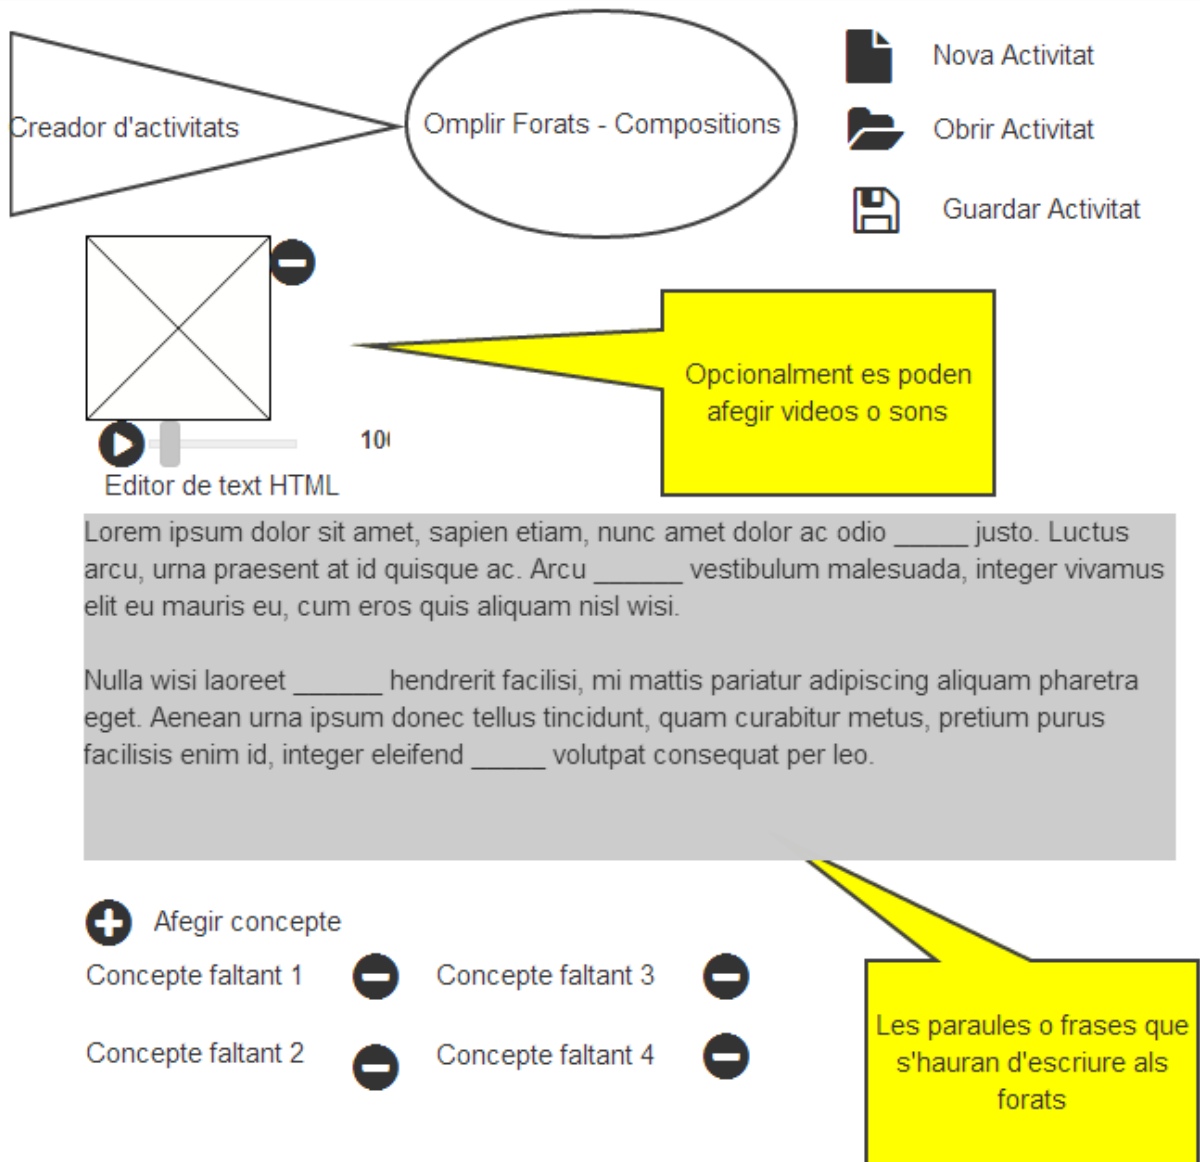 Creador d'activitats
Omplir Forats - Compositions
Nova Activitat
Obrir Activitat
Guardar Activitat
Opcionalment es poden
afegir videos o sons
Editor de text HTML
Lorem ipsum dolor sit amet, sapien etiam, nunc amet dolor ac odio _____ justo. Luctus
arcu, urna praesent at id quisque ac. Arcu ______ vestibulum malesuada, integer vivamus
elit eu mauris eu, cum eros quis aliquam nisl wisi.
Nulla wisi laoreet ______ hendrerit facilisi, mi mattis pariatur adipiscing aliquam pharetra
eget. Aenean urna ipsum donec tellus tincidunt, quam curabitur metus, pretium purus
facilisis enim id, integer eleifend _____ volutpat consequat per leo.
Afegir concepte
Concepte faltant 1
Concepte faltant 3
Concepte faltant 2
Concepte faltant 4
Les paraules o frases que
s'hauran d'escriure als
forats